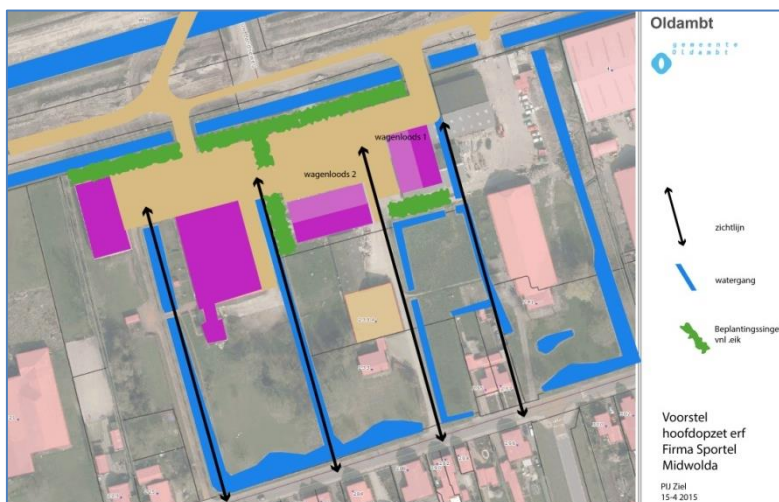 Oldambt
gemeente
Oldambt
wagenloods 1
wagenloods 2
zichtlijn
watergang
Beplantingssingel
vnl .eik
Voorstel
hoofdopzet erf
Firma Sportel
Midwolda
PIJ Ziel
15-4 2015